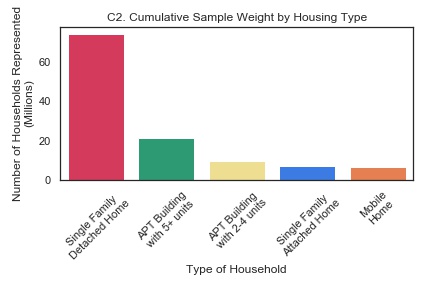 C2. Cumulative Sample Weight by Housing Type
Number of Households Represented
(Millions)
60
40
20
0
Single Family
Detached Home
APT Building
with 5+ units
APT Building
with 2-4 units
Single Family
Attached Home
Mobile
Home
Type of Household